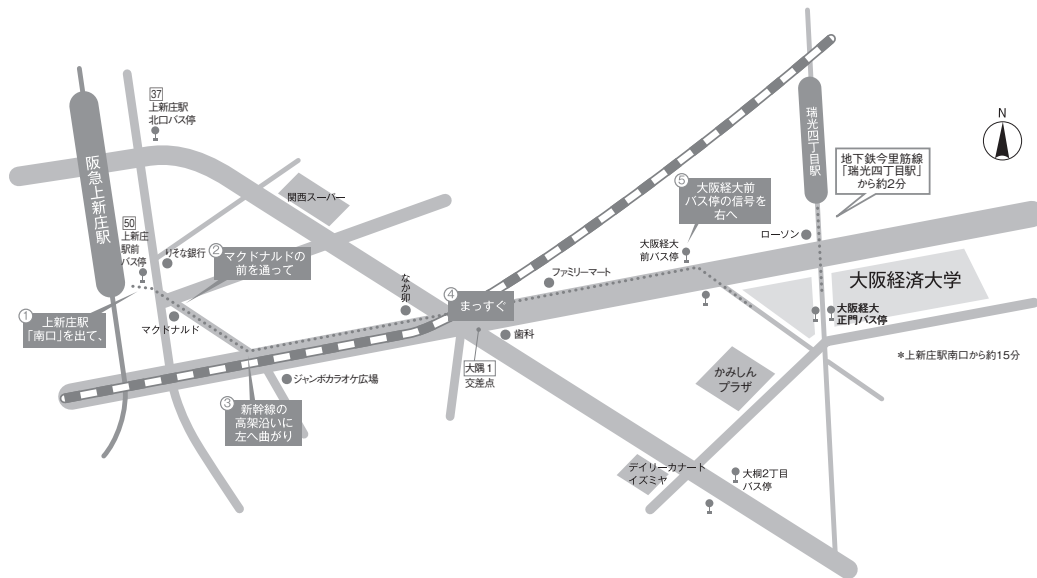 N
37
上新庄駅
北口バス停
阪急上新庄駅
50
上新庄
駅前
バス停
りそな銀行
関西スーパー
①
上新庄駅
「南口」を出て、
②
マクドナルドの
前を通って
マクドナルド
③
新幹線の
高架沿いに
左へ曲がり
ジャンボカラオケ広場
なか卯
④
まっすぐ
大隅1
交差点
歯科
ファミリーマート
⑤
大阪経大前
バス停の信号を
右へ
大阪経大
前バス停
ローソン
瑞光四丁目駅
地下鉄今里筋線
「瑞光四丁目駅」
から約2分
大阪経済大学
大阪経大
正門バス停
*上新庄駅南口から約15分
かみしん
プラザ
デイリーカナート
イズミヤ
大桐2丁目
バス停